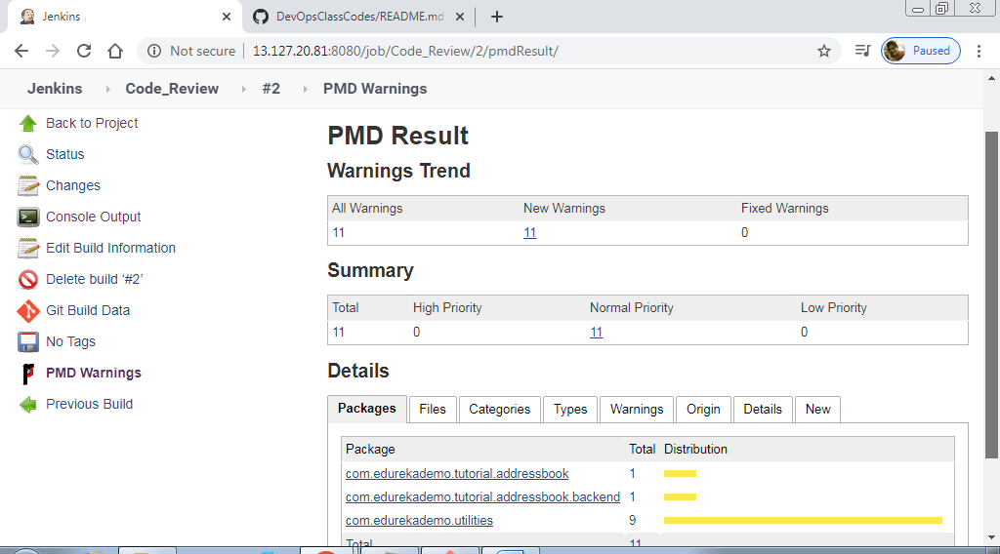 Jenkins
DevOpsClassCodes/README.md
Not secure
13.127.20.81:8080/job/Code_Review/2/pmdResult/
Paused
Jenkins
Code_Review
#2
PMD Warnings
Back to Project
Status
Changes
Console Output
Edit Build Information
Delete build ‘#2’
Git Build Data
No Tags
PMD Warnings
Previous Build
PMD Result
Warnings Trend
All Warnings New Warnings Fixed Warnings
11 11 0
Summary
Total High Priority Normal Priority Low Priority
11 0 11 0
Details
Packages Files Categories Types Warnings Origin Details New
Package Total Distribution
com.edurekademo.tutorial.addressbook 1
com.edurekademo.tutorial.addressbook.backend 1
com.edurekademo.utilities 9
Total 11